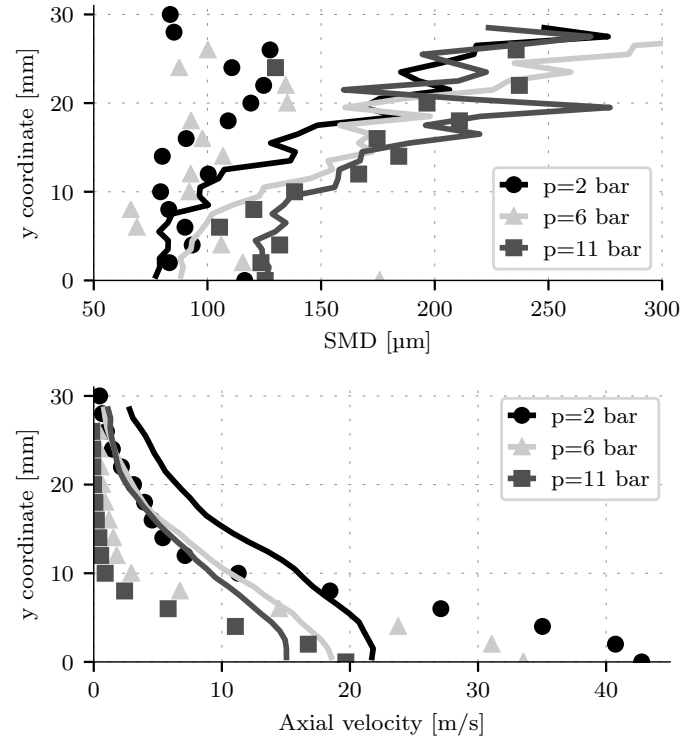 30
20
10
0
y coordinate [mm]
50 100 150 200 250 300
SMD [µm]
p=2 bar
p=6 bar
p=11 bar
30
20
10
0
y coordinate [mm]
0 10 20 30 40
Axial velocity [m/s]
p=2 bar
p=6 bar
p=11 bar